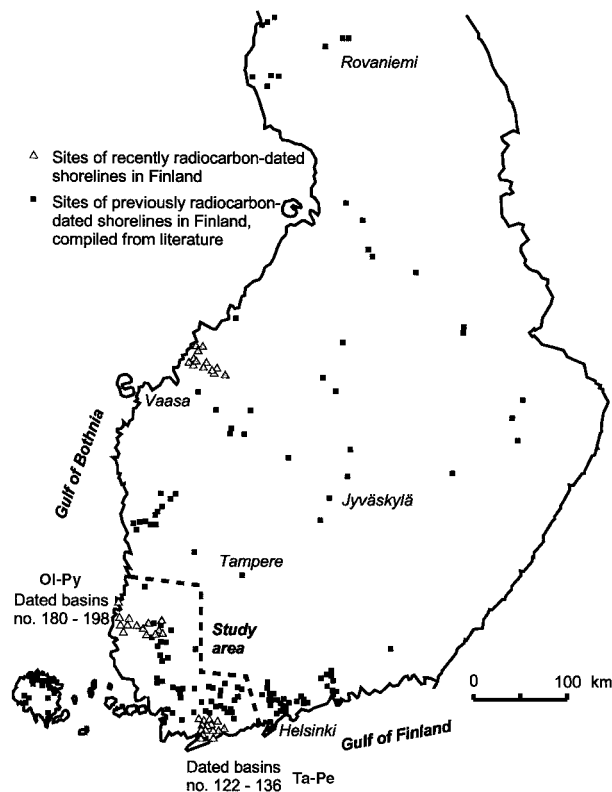 Rovaniemi
Sites of recently radiocarbon-dated
shorelines in Finland
Sites of previously radiocarbon-
dated shorelines in Finland,
compiled from literature
Vaasa
Gulf of Bothnia
Jyväskylä
Tampere
Ol-Py
Dated basins
no. 180 - 198
Study
area
0 100 km
Helsinki
Gulf of Finland
Dated basins
no. 122 - 136
Ta-Pe